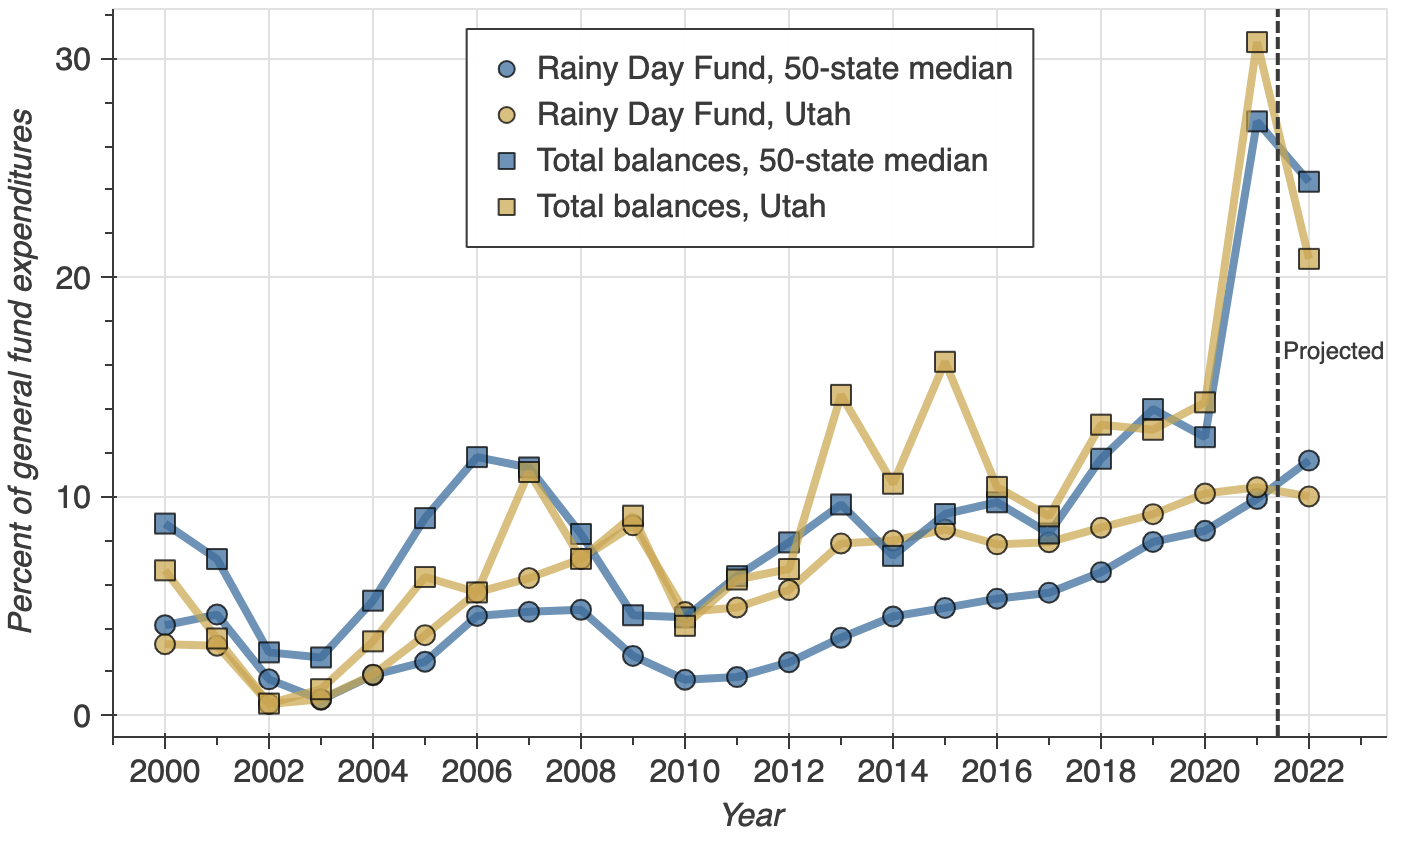 Rainy Day Fund, 50-state median
Rainy Day Fund, Utah
Total balances, 50-state median
Total balances, Utah
Percent of general fund expenditures
30
20
10
0
Projected
2000 2002 2004 2006 2008 2010 2012 2014 2016 2018 2020 2022
Year